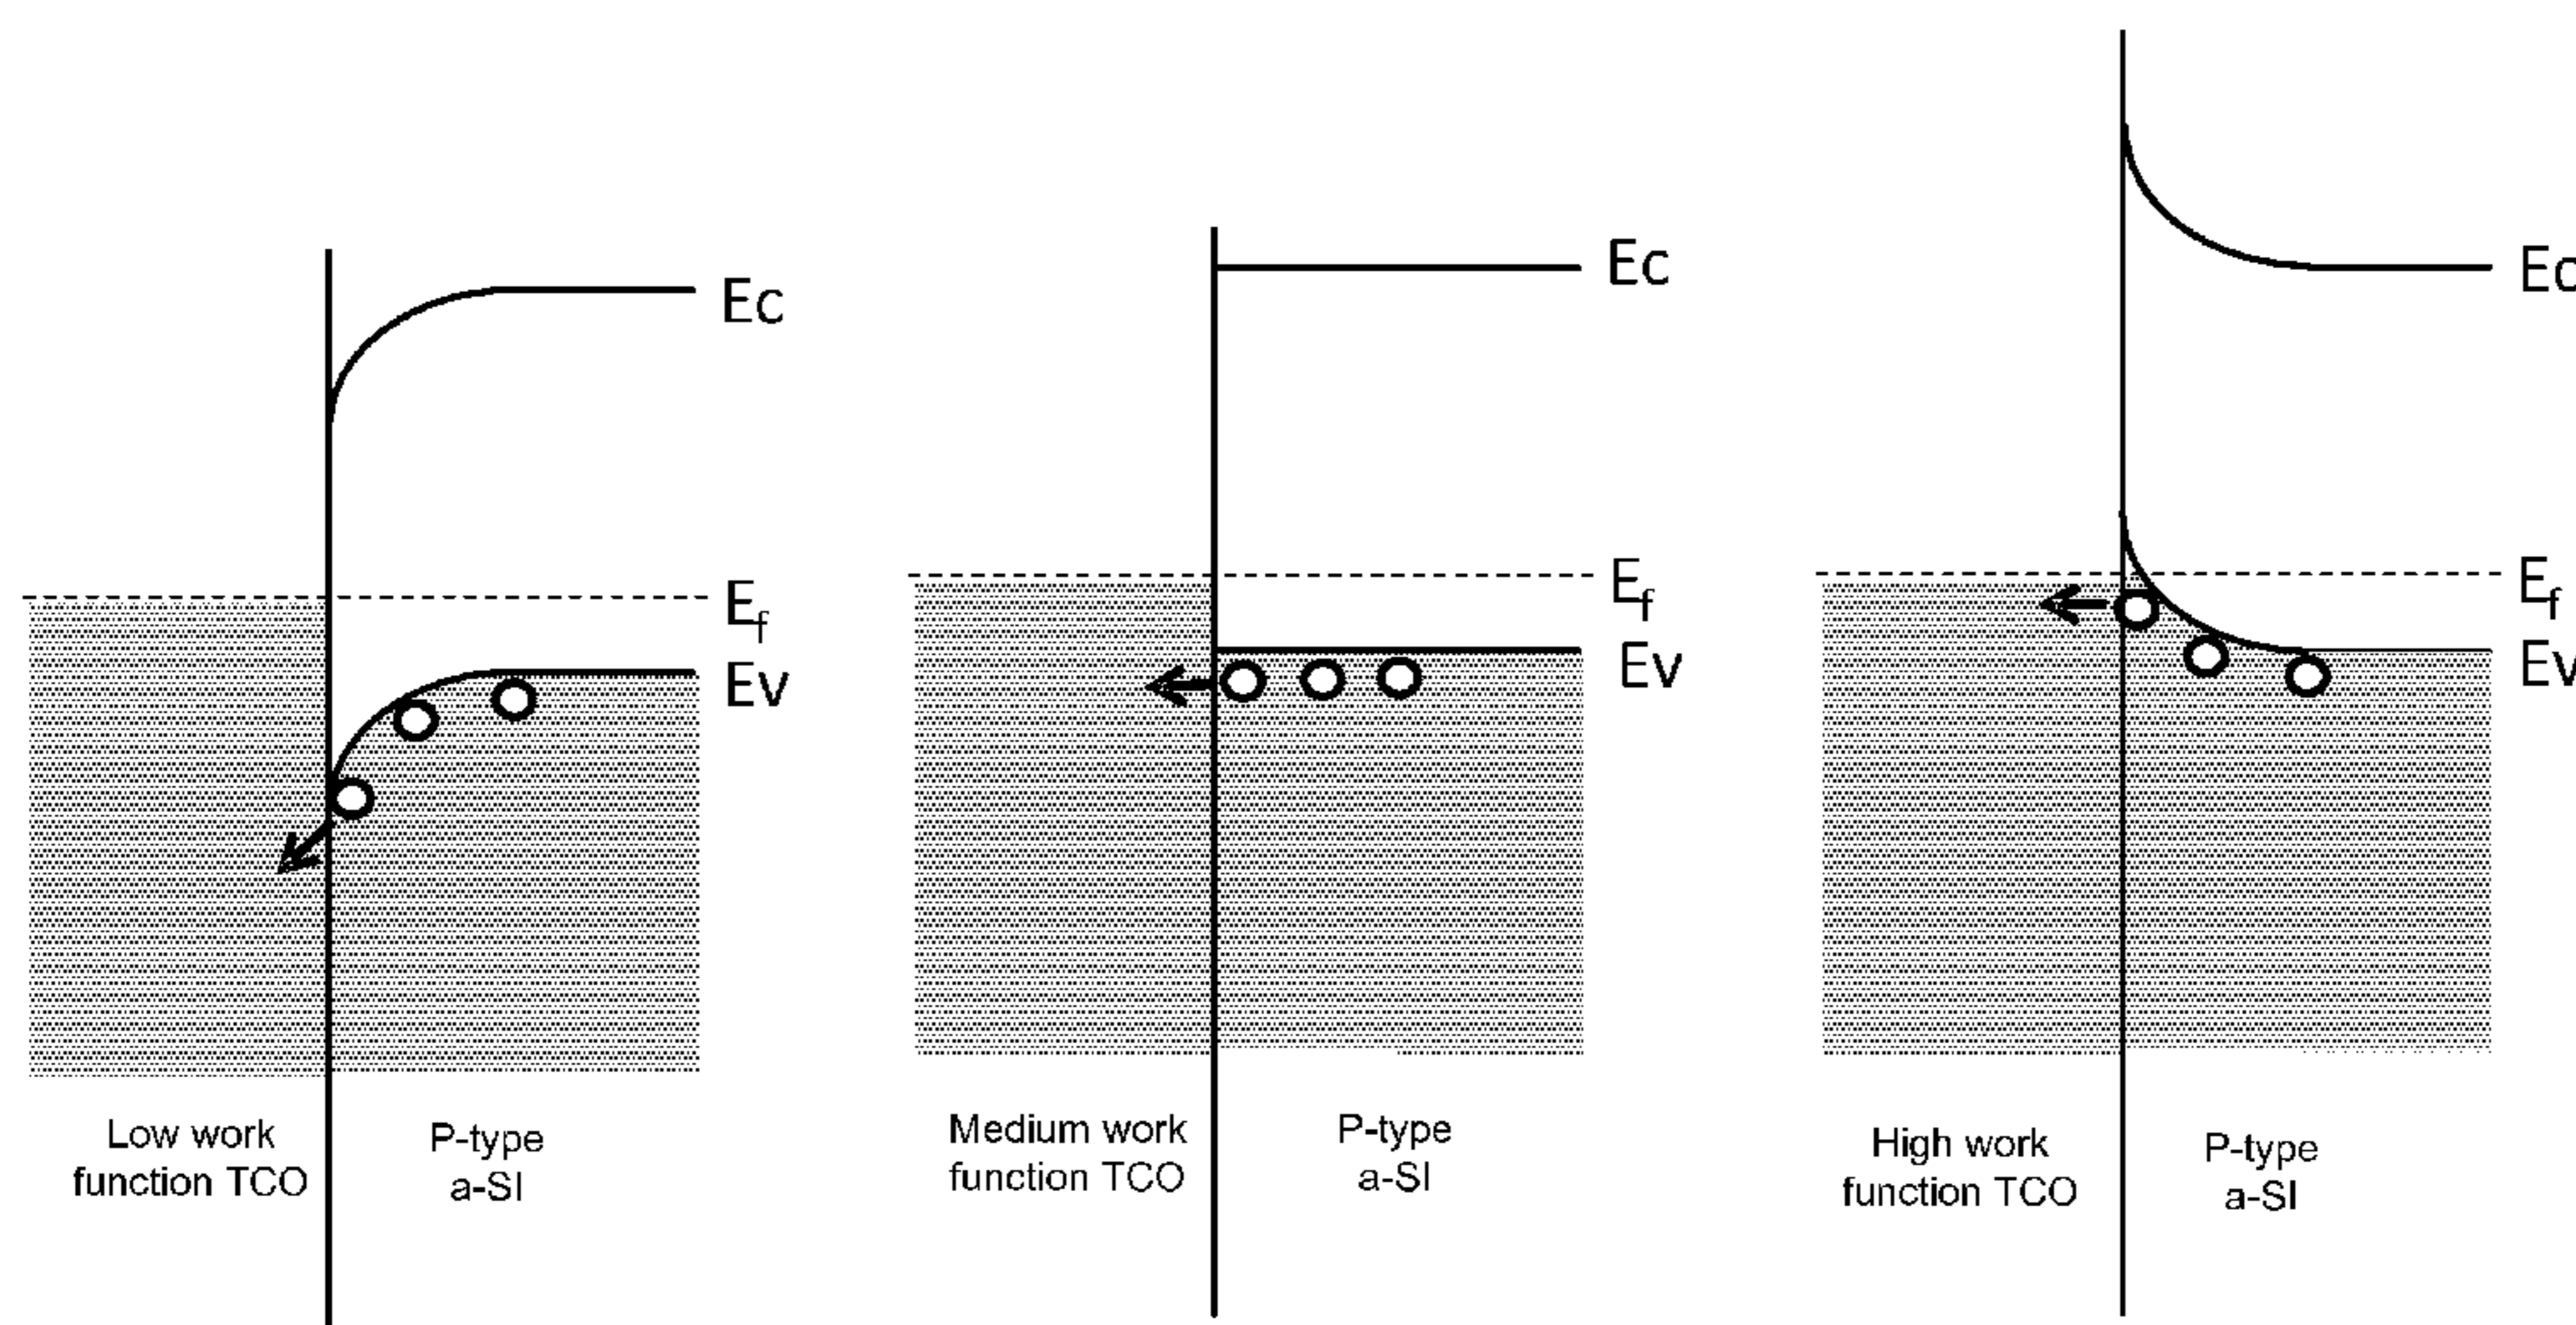 Ec
Ef
Ev
Low work
function TCO
P-type
a-SI
Ec
Ef
Ev
Medium work
function TCO
P-type
a-SI
Ec
Ef
Ev
High work
function TCO
P-type
a-SI